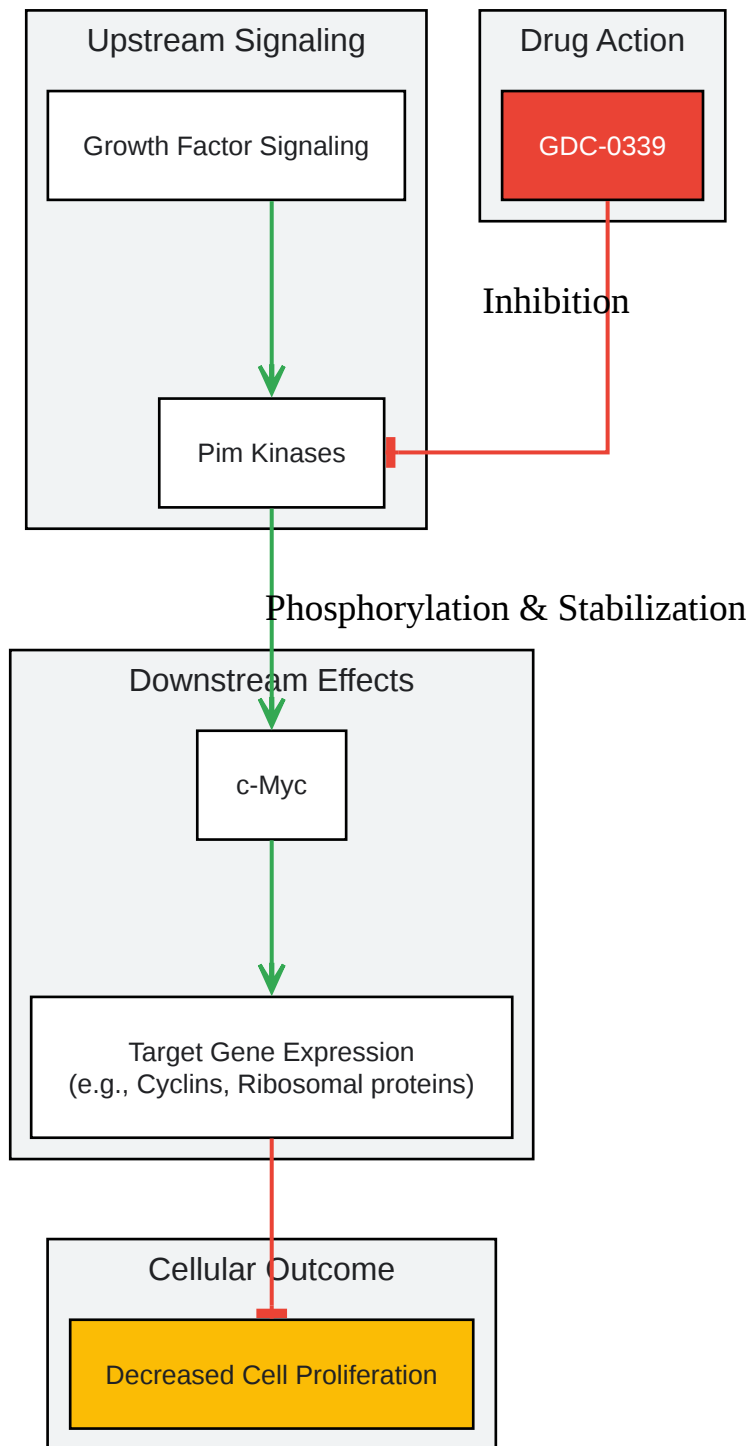 Upstream Signaling
Drug Action
Growth Factor Signaling
GDC-0339
Inhibition
Pim Kinases
Phosphorylation & Stabilization
Downstream Effects
c-Myc
Target Gene Expression
(e.g., Cyclins, Ribosomal proteins)
Cellular Outcome
Decreased Cell Proliferation